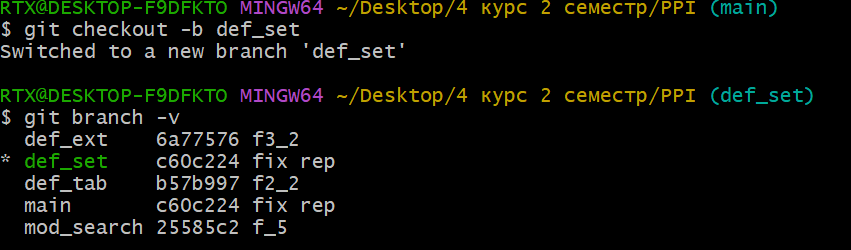 RTX@DESKTOP-F9DFKTO MINGW64 ~/Desktop/4 курс 2 семестр/PPI (main)
$ git checkout -b def_set
Switched to a new branch 'def_set'
RTX@DESKTOP-F9DFKTO MINGW64 ~/Desktop/4 курс 2 семестр/PPI (def_set)
$ git branch -v
  def_ext    6a77576 f3_2
* def_set    c60c224 fix rep
  def_tab    b57b997 f2_2
  main       c60c224 fix rep
  mod_search 25585c2 f_5